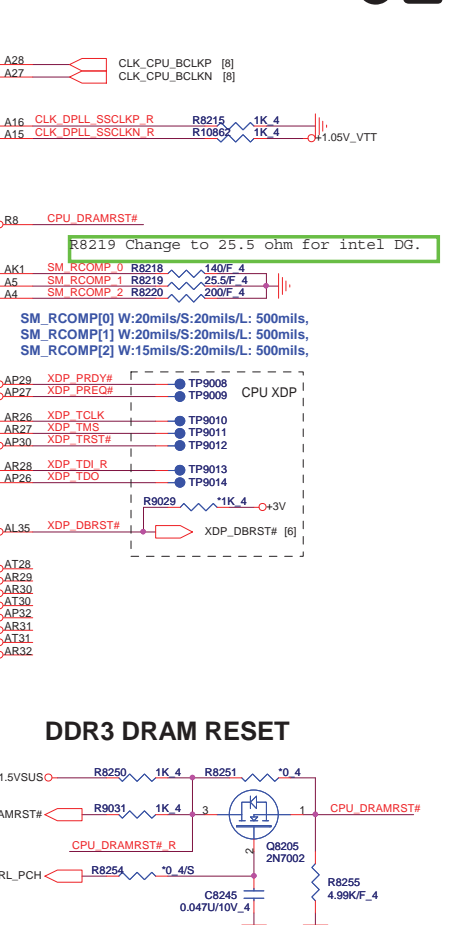 A28 CLK_CPU_BCLKP [8]
A27 CLK_CPU_BCLKN [8]
A16 CLK_DPLL_SSCLKP_R R8215 1K_4
A15 CLK_DPLL_SSCLKN_R R10862 1K_4
+1.05V_VTT
R8 CPU_DRAMRST#
R8219 Change to 25.5 ohm for intel DG.
AK1 SM_RCOMP_0 R8218 140/F_4
A5 SM_RCOMP_1 R8219 25.5/F_4
A4 SM_RCOMP_2 R8220 200/F_4
SM_RCOMP[0] W:20mils/S:20mils/L: 500mils,
SM_RCOMP[1] W:20mils/S:20mils/L: 500mils,
SM_RCOMP[2] W:15mils/S:20mils/L: 500mils,
AP29 XDP_PRDY# TP9008
AP27 XDP_PREQ# TP9009 CPU XDP
AR26 XDP_TCLK TP9010
AR27 XDP_TMS TP9011
AP30 XDP_TRST# TP9012
AR28 XDP_TDI_R TP9013
AP26 XDP_TDO TP9014
R9029 *1K_4 +3V
AL35 XDP_DBRST# XDP_DBRST# [6]
AT28
AR29
AR30
AT30
AP32
AR31
AT31
AR32
DDR3 DRAM RESET
1.5VSUS R8250 1K_4 R8251 *0_4
AMRST# R9031 1K_4 3 1 CPU_DRAMRST#
CPU_DRAMRST#_R
2
Q8205
2N7002
RL_PCH R8254 *0_4/S
C8245
0.047U/10V_4
R8255
4.99K/F_4